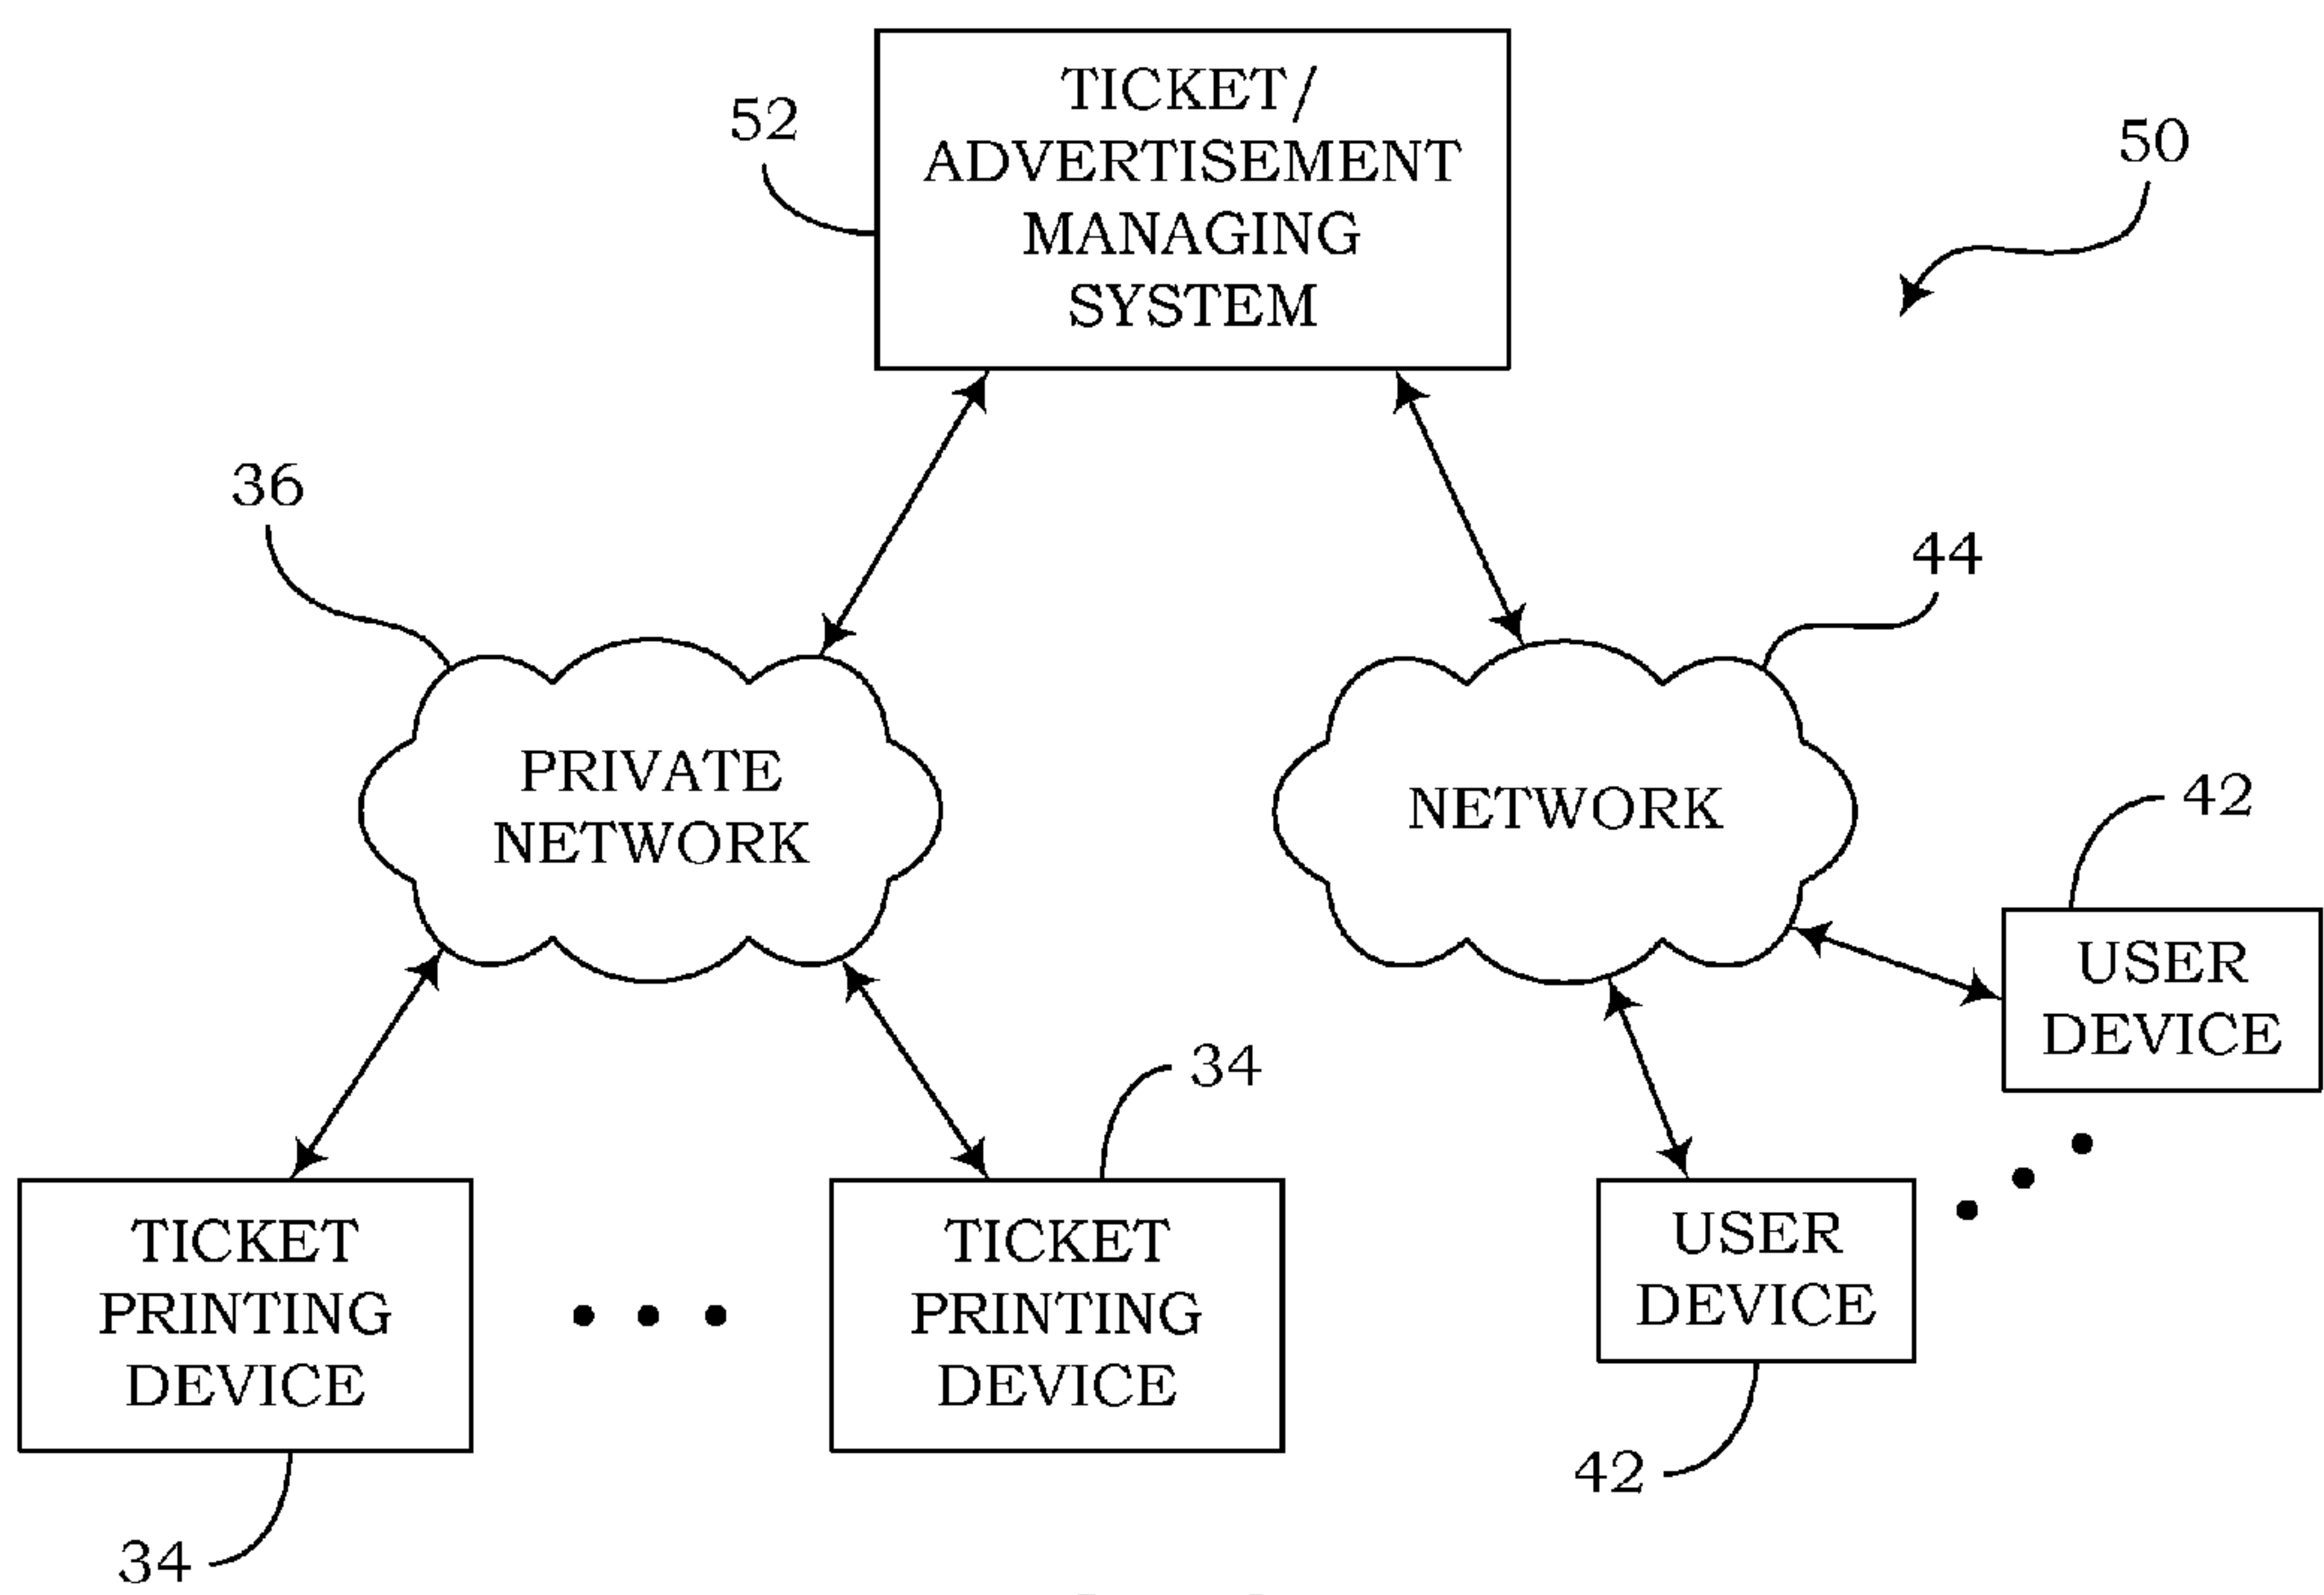 TICKET/
ADVERTISEMENT
MANAGING
SYSTEM
52
50
36
44
PRIVATE
NETWORK
NETWORK
42
USER
DEVICE
34
TICKET
PRINTING
DEVICE
TICKET
PRINTING
DEVICE
USER
DEVICE
42
34